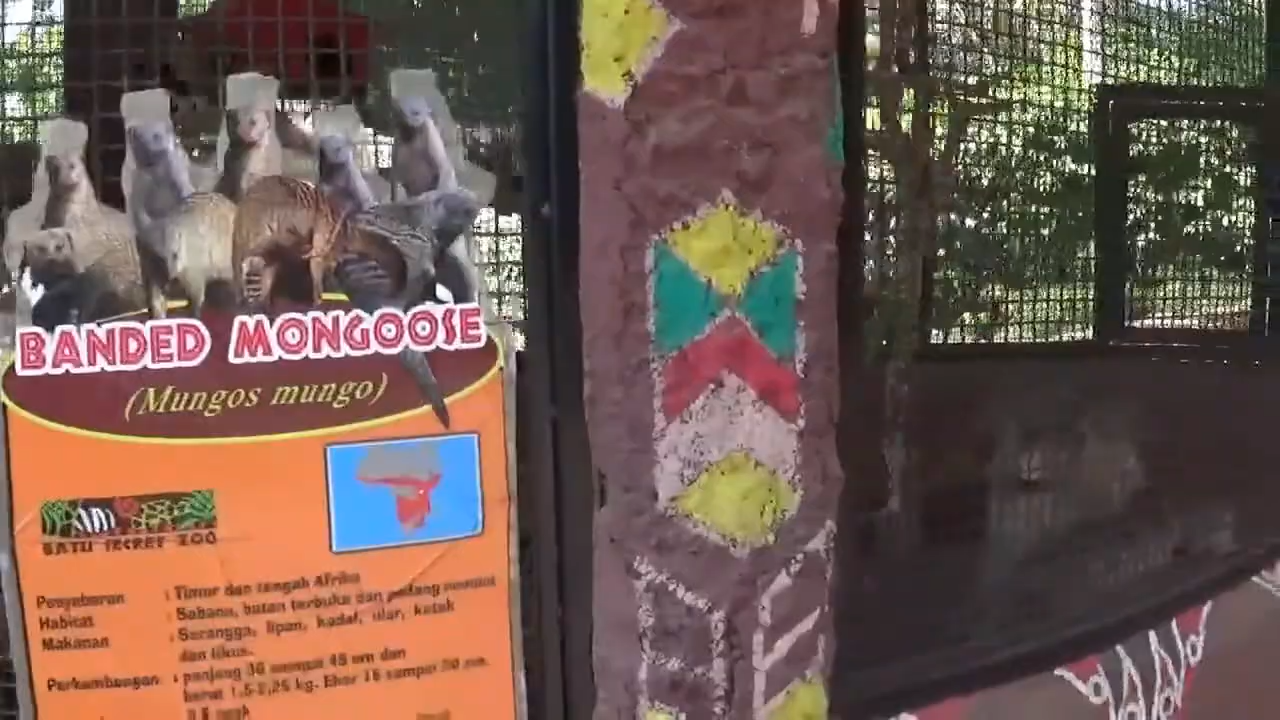 BANDED MONGOOSE
(Mungos mungo)
BATU SECRET ZOO
Penyebaran : Timur dan tengah Afrika
Habitat : Sabana, hutan terbuka dan padang rumput
Makanan : Serangga, lipan, kadal, ular, katak
dan tikus.
Perkembangan : panjang 30 sampai 45 cm dan
berat 1,5-2,25 kg. Ekor 15 sampai 30 cm.